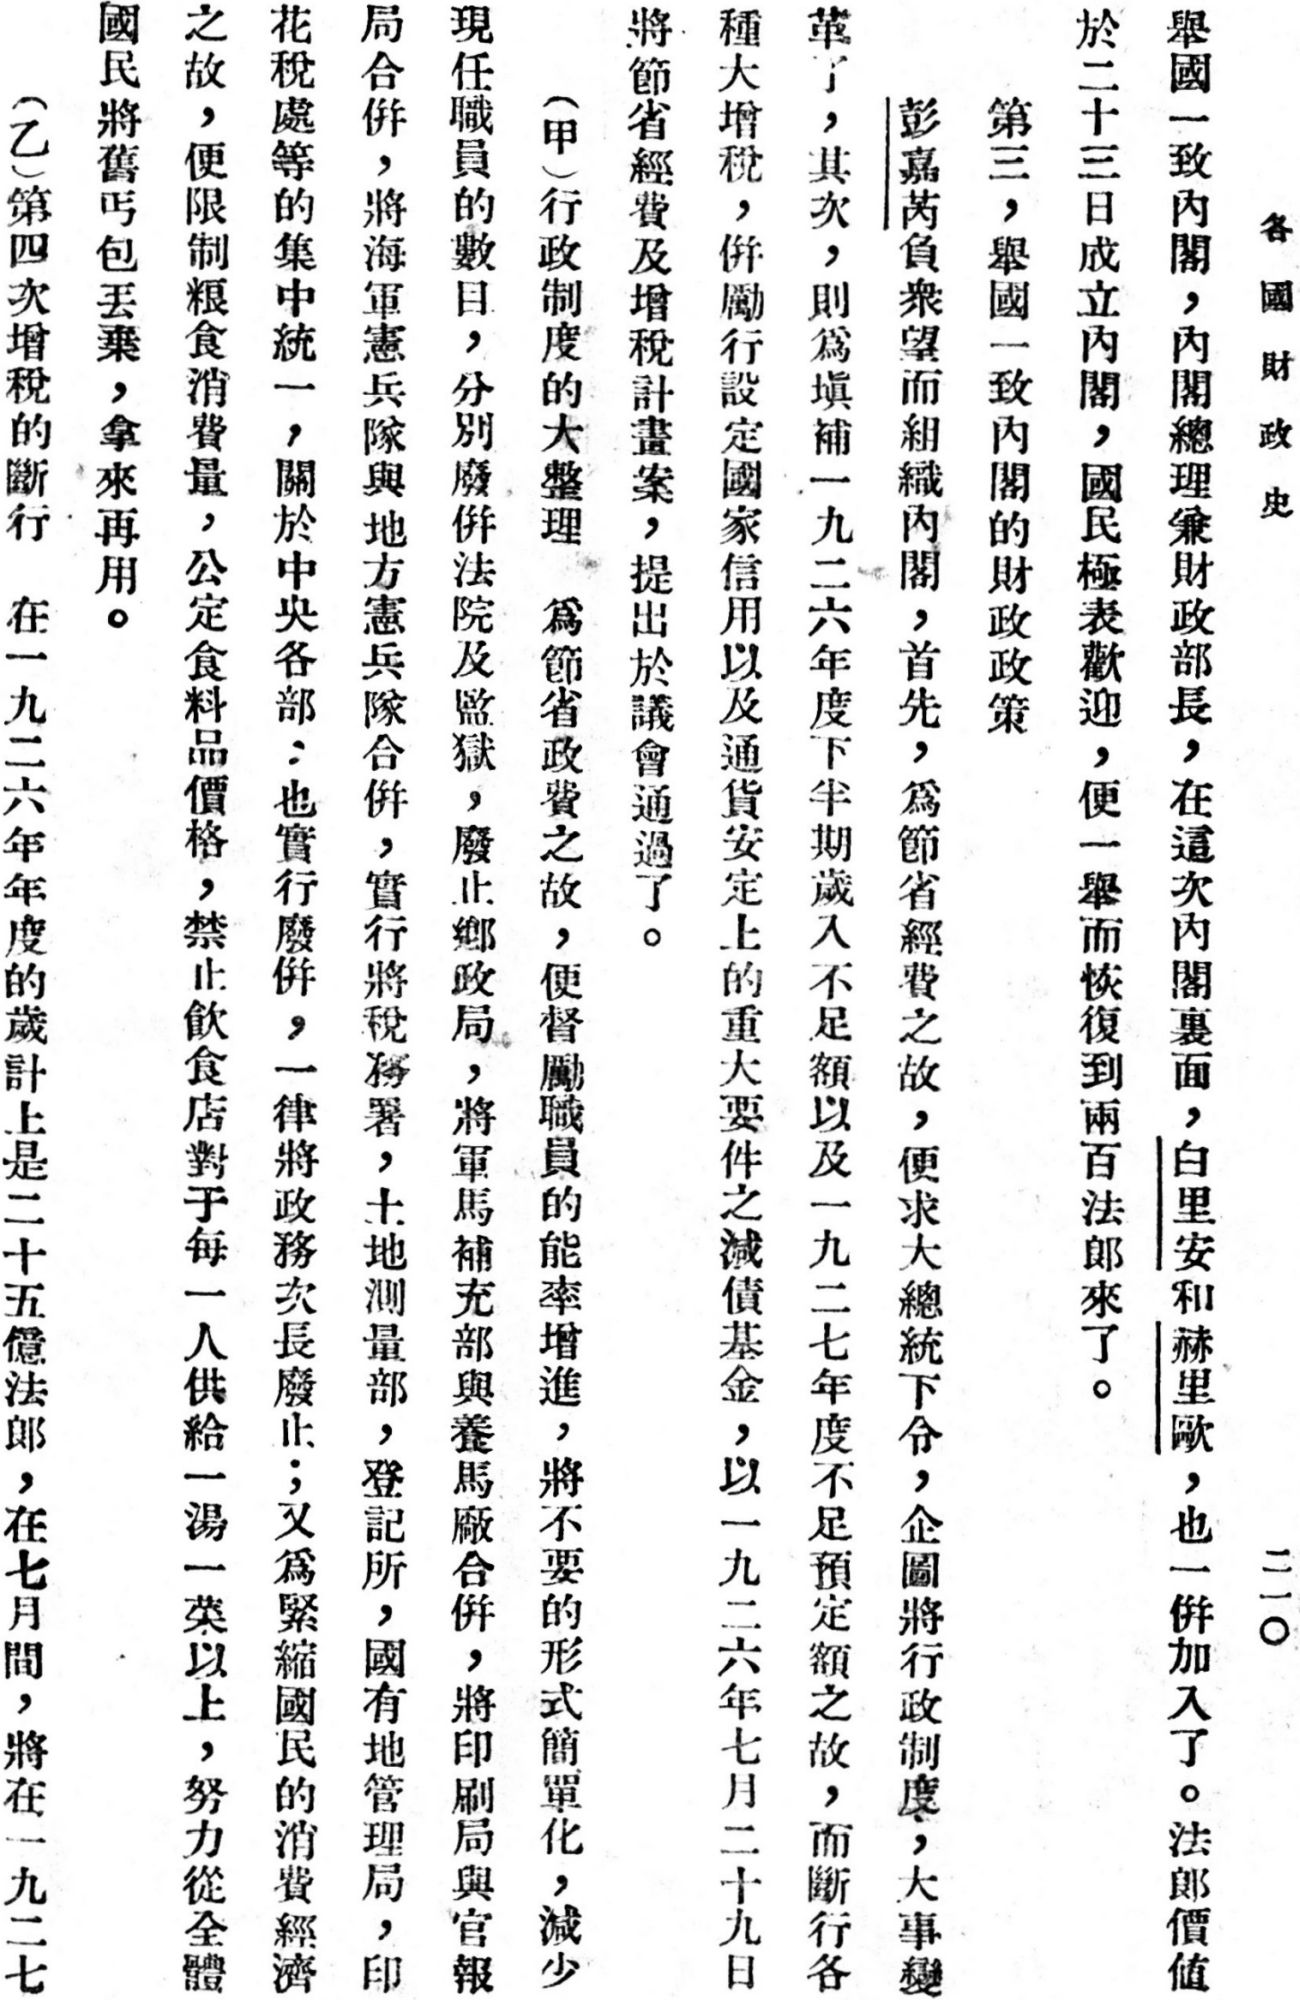 各國財政史
二一〇
舉國一致內閣，內閣總理兼財政部長，在這次內閣裏面，白里安和赫里歐，也一倂加入了。法郎價値
於二十三日成立內閣，國民極表歡迎，便一舉而恢復到兩百法郎來了。
第三，舉國一致內閣的財政政策
彭嘉芮負衆望而組織內閣，首先，爲節省經費之故，便求大總統下令，企圖將行政制度，大事變
革了，其次，則爲塡補一九二六年度下半期歲入不足額以及一九二七年度不足預定額之故，而斷行各
種大增稅，倂勵行設定國家信用以及通貨安定上的重大要件之減債基金，以一九二六年七月二十九日
將節省經費及增稅計畫案，提出於議會通過了。
（甲）行政制度的大整理　爲節省政費之故，便督勵職員的能率增進，將不要的形式簡單化，減少
現任職員的數目，分別廢倂法院及監獄，廢止鄉政局，將軍馬補充部與養馬廠合倂，將印刷局與官報
局合倂，將海軍憲兵隊與地方憲兵隊合倂，實行將稅務署，土地測量部，登記所，國有地管理局，印
花稅處等的集中統一，關於中央各部：也實行廢倂，一律將政務次長廢止；又爲緊縮國民的消費經濟
之故，便限制糧食消費量，公定食料品價格，禁止飮食店對于每一人供給一湯一菜以上，努力從全體
國民將舊丐包丟棄，拿來再用。
（乙）第四次增稅的斷行　在一九二六年年度的歲計上是二十五億法郎，在七月間，將在一九二七